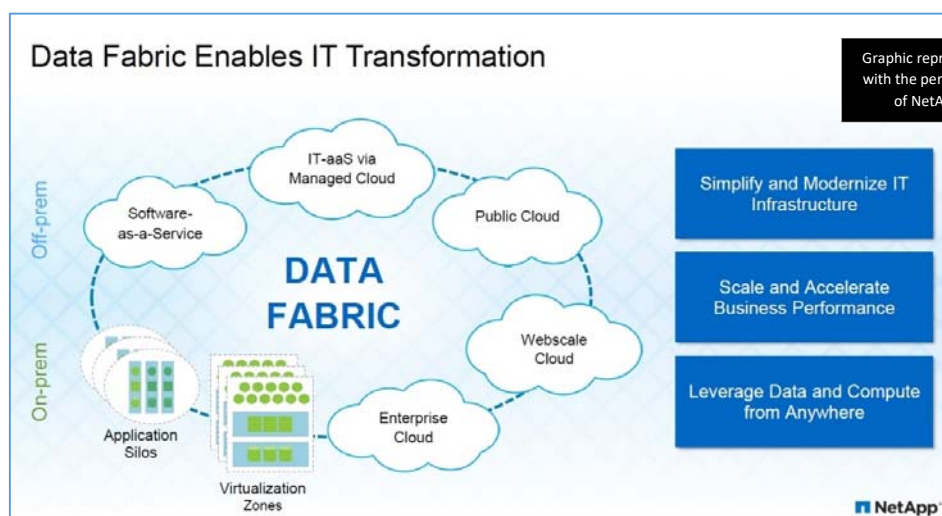 Data Fabric Enables IT Transformation
Graphic repr
with the per
of NetA
Off-prem
On-prem
IT-aaS via
Managed Cloud
Software-
as-a-Service
Public Cloud
DATA
FABRIC
Webscale
Cloud
Enterprise
Cloud
Application
Silos
Virtualization
Zones
Simplify and Modernize IT
Infrastructure
Scale and Accelerate
Business Performance
Leverage Data and Compute
from Anywhere
NetApp